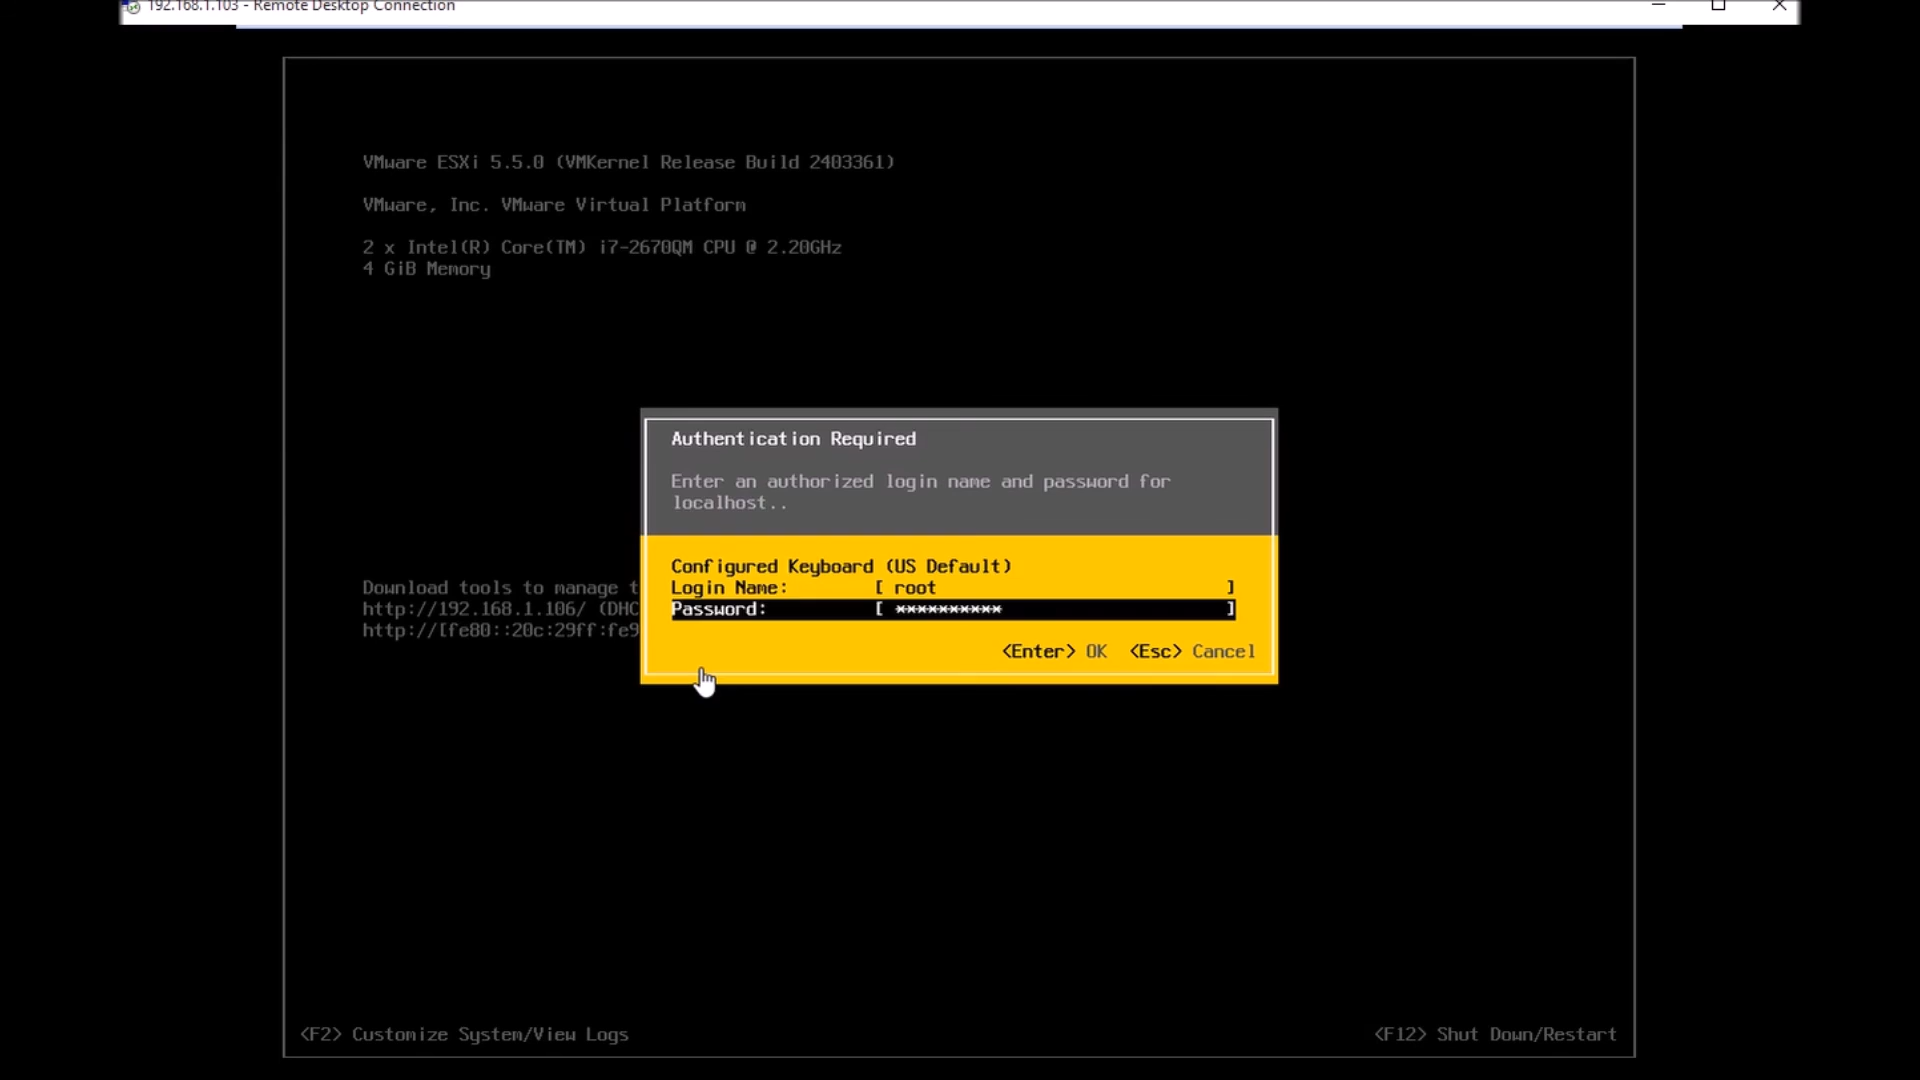 192.168.1.103 - Remote Desktop Connection
VMware ESXi 5.5.0 (VMKernel Release Build 2403361)
VMware, Inc. VMware Virtual Platform
2 x Intel(R) Core(TM) i7-2670QM CPU @ 2.20GHz
4 GiB Memory
Authentication Required
Enter an authorized login name and password for
localhost..
Configured Keyboard (US Default)
Login Name: [ root ]
Password: [ ********** ]
<Enter> OK <Esc> Cancel
Download tools to manage t
http://192.168.1.106/ (DHC
http://[fe80::20c:29ff:fe9
<F2> Customize System/View Logs
<F12> Shut Down/Restart